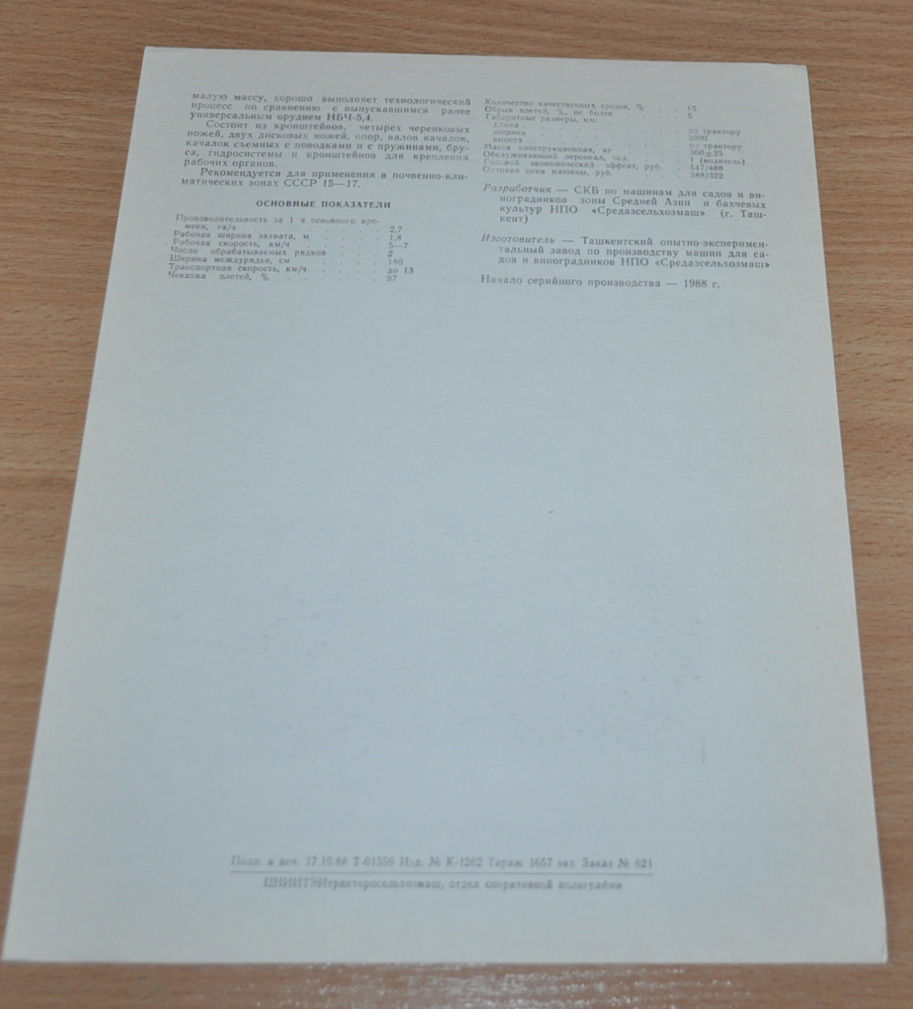 малую массу, хорошо выполняет технологический
процесс по сравнению с выпускавшимся ранее
универсальным орудием НБЧ-5,4.
Состоит из кронштейнов, четырех черенковых
ножей, двух дисковых ножей, опор, валов качалок,
качалок съемных с поводками и с пружинами, бру-
са, гидросистемы и кронштейнов для крепления
рабочих органов.
Рекомендуется для применения в почвенно-кли-
матических зонах СССР 15—17.
ОСНОВНЫЕ ПОКАЗАТЕЛИ
Производительность за 1 ч основного вре-
мени, га/ч . . . . . . 2,7
Рабочая ширина захвата, м . . . . 1,8
Рабочая скорость, км/ч . . . . . 5—7
Число обрабатываемых рядков . . . . 2
Ширина междурядья, см . . . . . 180
Транспортная скорость, км/ч . . . . до 13
Чеканка плетей, % . . . . . . 97
Количество качественных срезов, % . . 85
Обрыв плетей, %, не более . . . . 5
Габаритные размеры, мм:
длина . . . . . . . . по трактору
ширина . . . . . . . . 3000
высота . . . . . . . . по трактору
Масса конструкционная, кг . . . . 360±25
Обслуживающий персонал, чел. . . . 1 (водитель)
Годовой экономический эффект, руб. . . 547/488
Оптовая цена машины, руб. . . . . 388/322
Разработчик — СКБ по машинам для садов и ви-
ноградников зоны Средней Азии и бахчевых
культур НПО «Средазсельхозмаш» (г. Таш-
кент)
Изготовитель — Ташкентский опытно-эксперимен-
тальный завод по производству машин для са-
дов и виноградников НПО «Средазсельхозмаш»
Начало серийного производства — 1988 г.
Подп. к печ. 17.10.88 Т-01559 Изд. № К-1262 Тираж 1657 экз. Заказ № 621
ЦНИИТЭИтракторосельхозмаш, отдел оперативной полиграфии